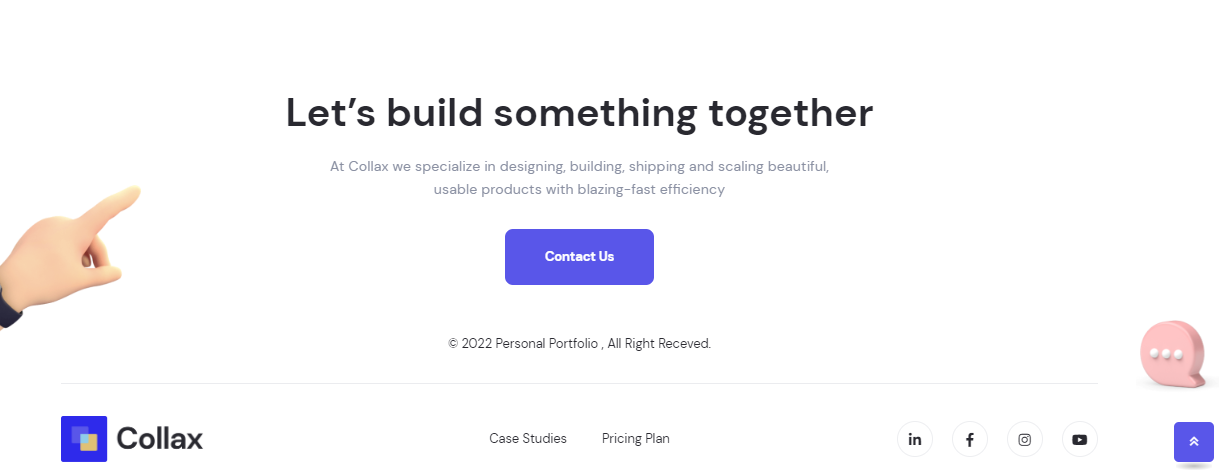 Let’s build something together
At Collax we specialize in designing, building, shipping and scaling beautiful,
usable products with blazing-fast efficiency
Contact Us
© 2022 Personal Portfolio , All Right Receved.
Collax
Case Studies
Pricing Plan